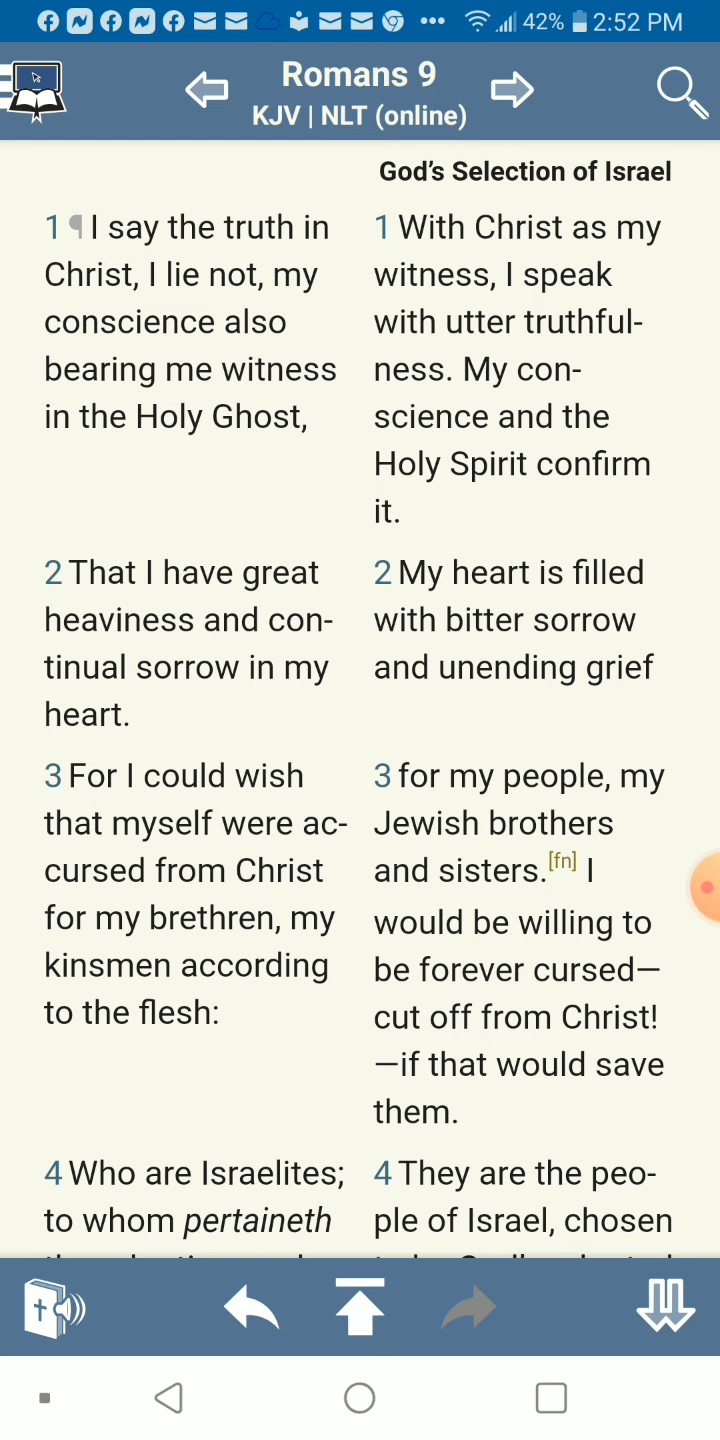 42% 2:52 PM
Romans 9
KJV | NLT (online)
God's Selection of Israel
1 ¶ I say the truth in
Christ, I lie not, my
conscience also
bearing me witness
in the Holy Ghost,
1 With Christ as my
witness, I speak
with utter truthful-
ness. My con-
science and the
Holy Spirit confirm
it.
2 That I have great
heaviness and con-
tinual sorrow in my
heart.
2 My heart is filled
with bitter sorrow
and unending grief
3 For I could wish
that myself were ac-
cursed from Christ
for my brethren, my
kinsmen according
to the flesh:
3 for my people, my
Jewish brothers
and sisters.[fn] I
would be willing to
be forever cursed—
cut off from Christ!
—if that would save
them.
4 Who are Israelites;
to whom pertaineth
4 They are the peo-
ple of Israel, chosen